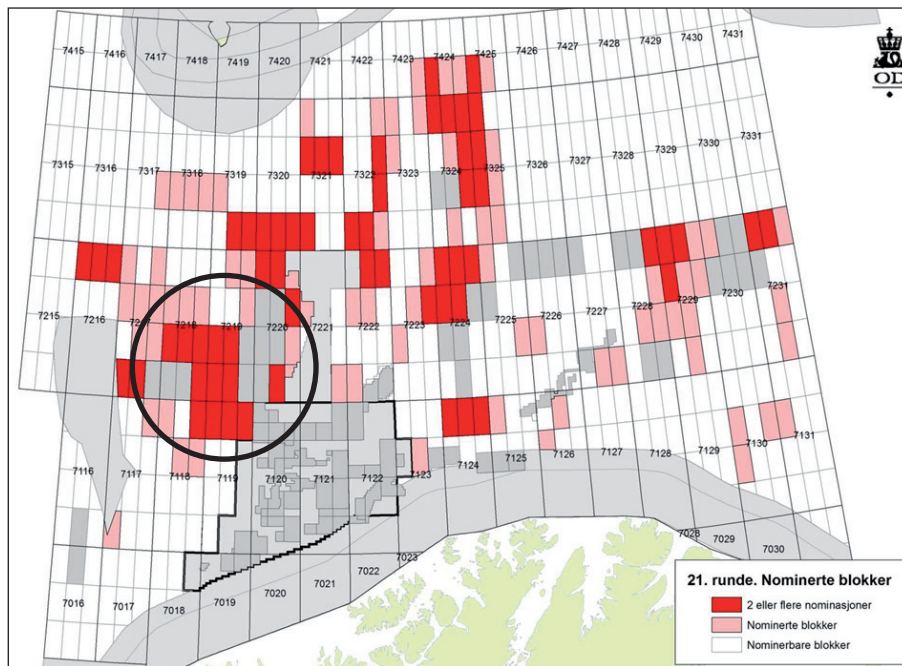 7415 7416 7417 7418 7419 7420 7421 7422 7423 7424 7425 7426 7427 7428 7429 7430 7431
OD
7315 7316 7317 7318 7319 7320 7321 7322 7323 7324 7325 7326 7327 7328 7329 7330 7331
7215 7216 7217 7218 7219 7220 7221 7222 7223 7224 7225 7226 7227 7228 7229 7230 7231
7116 7117 7118 7119 7120 7121 7122 7123 7124 7125 7126 7127 7128 7129 7130 7131
7016 7017 7018 7019 7020 7021 7022 7023 7028 7029 7030
21. runde. Nominerte blokker
2 eller flere nominasjoner
Nominerte blokker
Nominerbare blokker